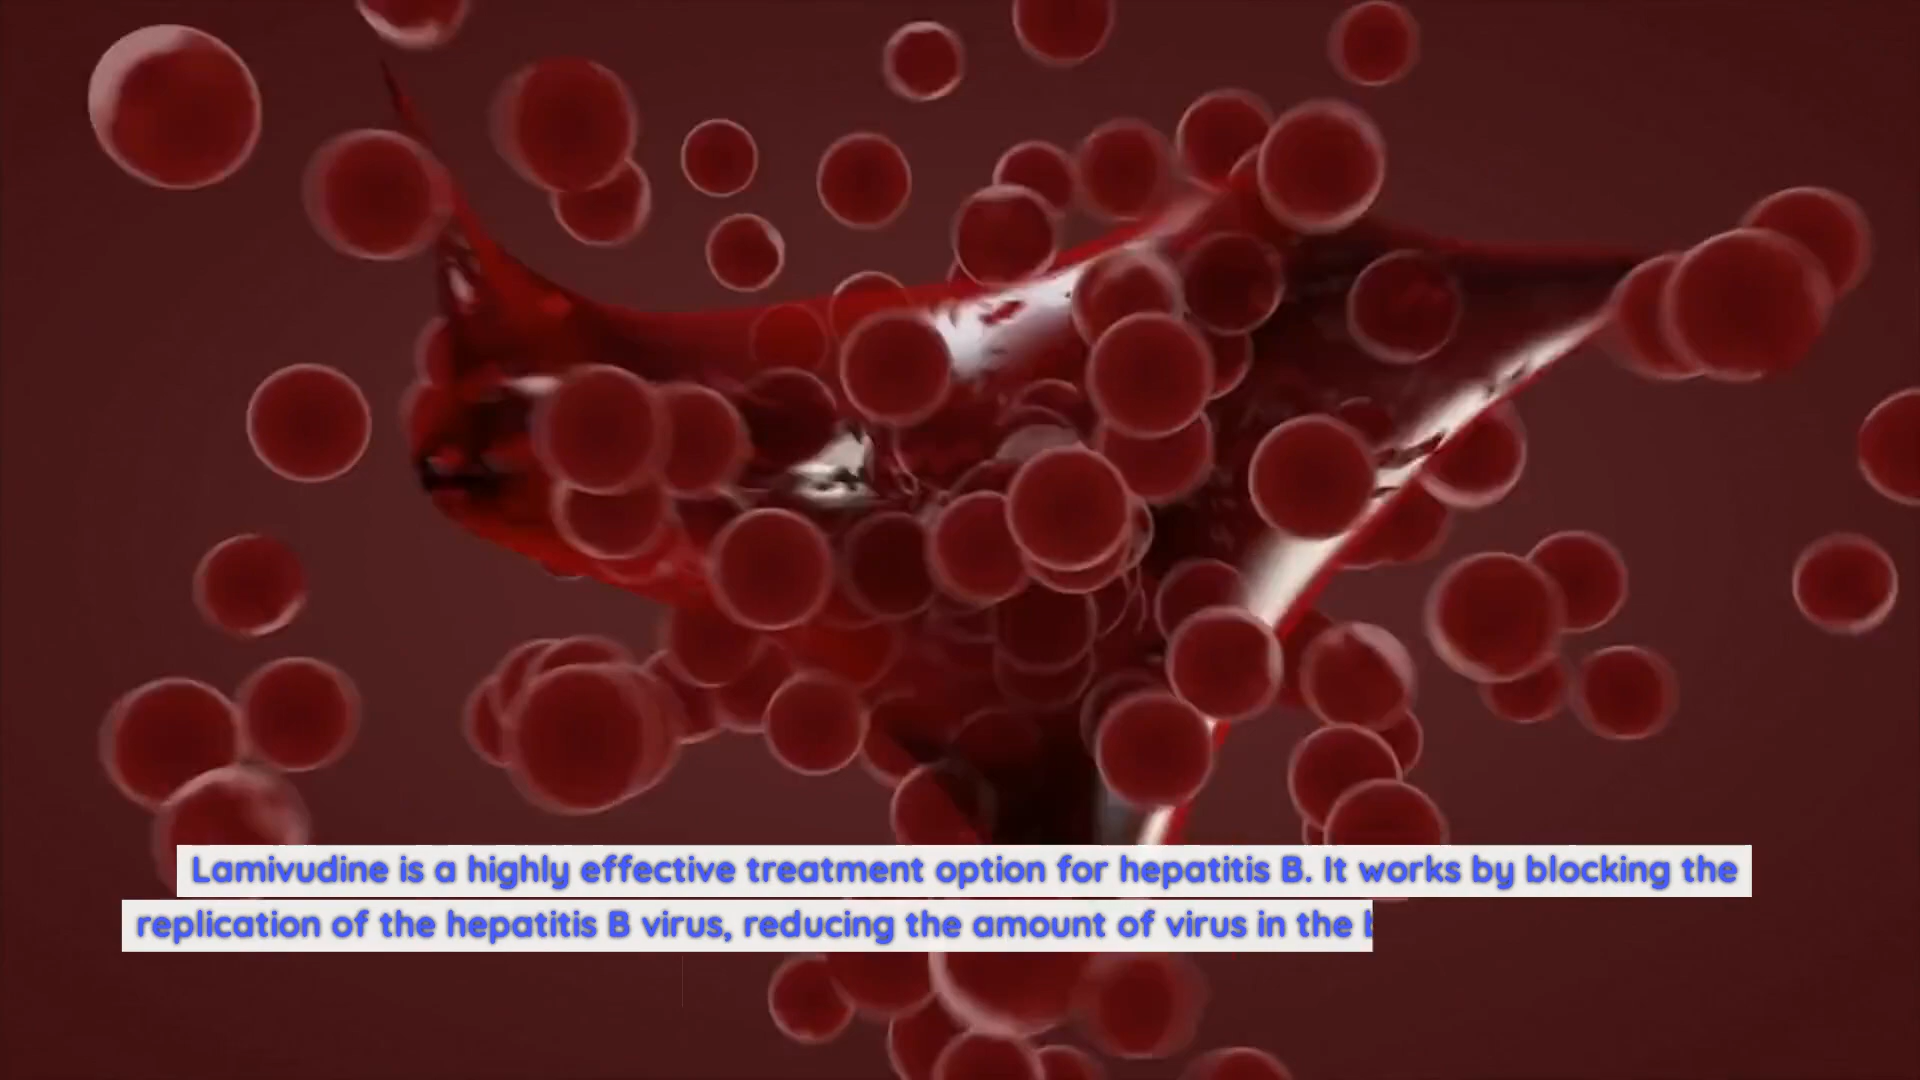 Lamivudine is a highly effective treatment option for hepatitis B. It works by blocking the
replication of the hepatitis B virus, reducing the amount of virus in the